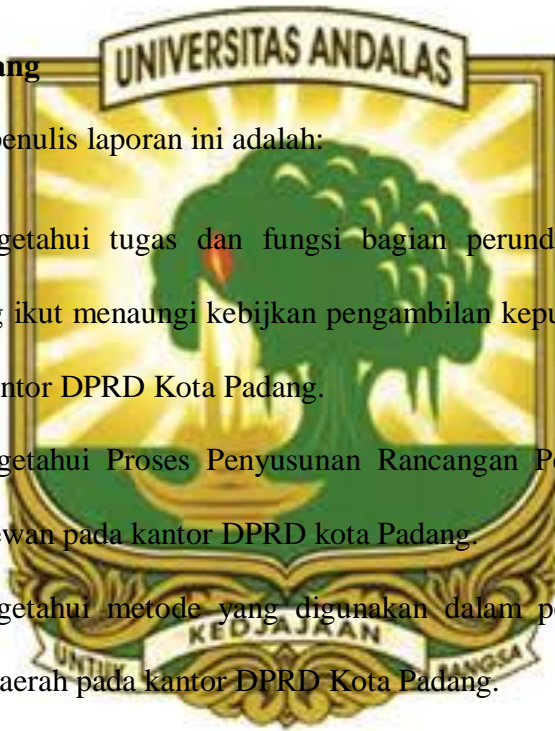 UNIVERSITAS ANDALAS
ang
penulis laporan ini adalah:
getahui tugas dan fungsi bagian perund
g ikut menaungi kebijkan pengambilan kepu
ntor DPRD Kota Padang.
getahui Proses Penyusunan Rancangan Pe
ewan pada kantor DPRD kota Padang.
getahui metode yang digunakan dalam pe
KEDJAJAAN
UNTUK BANGSA
aerah pada kantor DPRD Kota Padang.